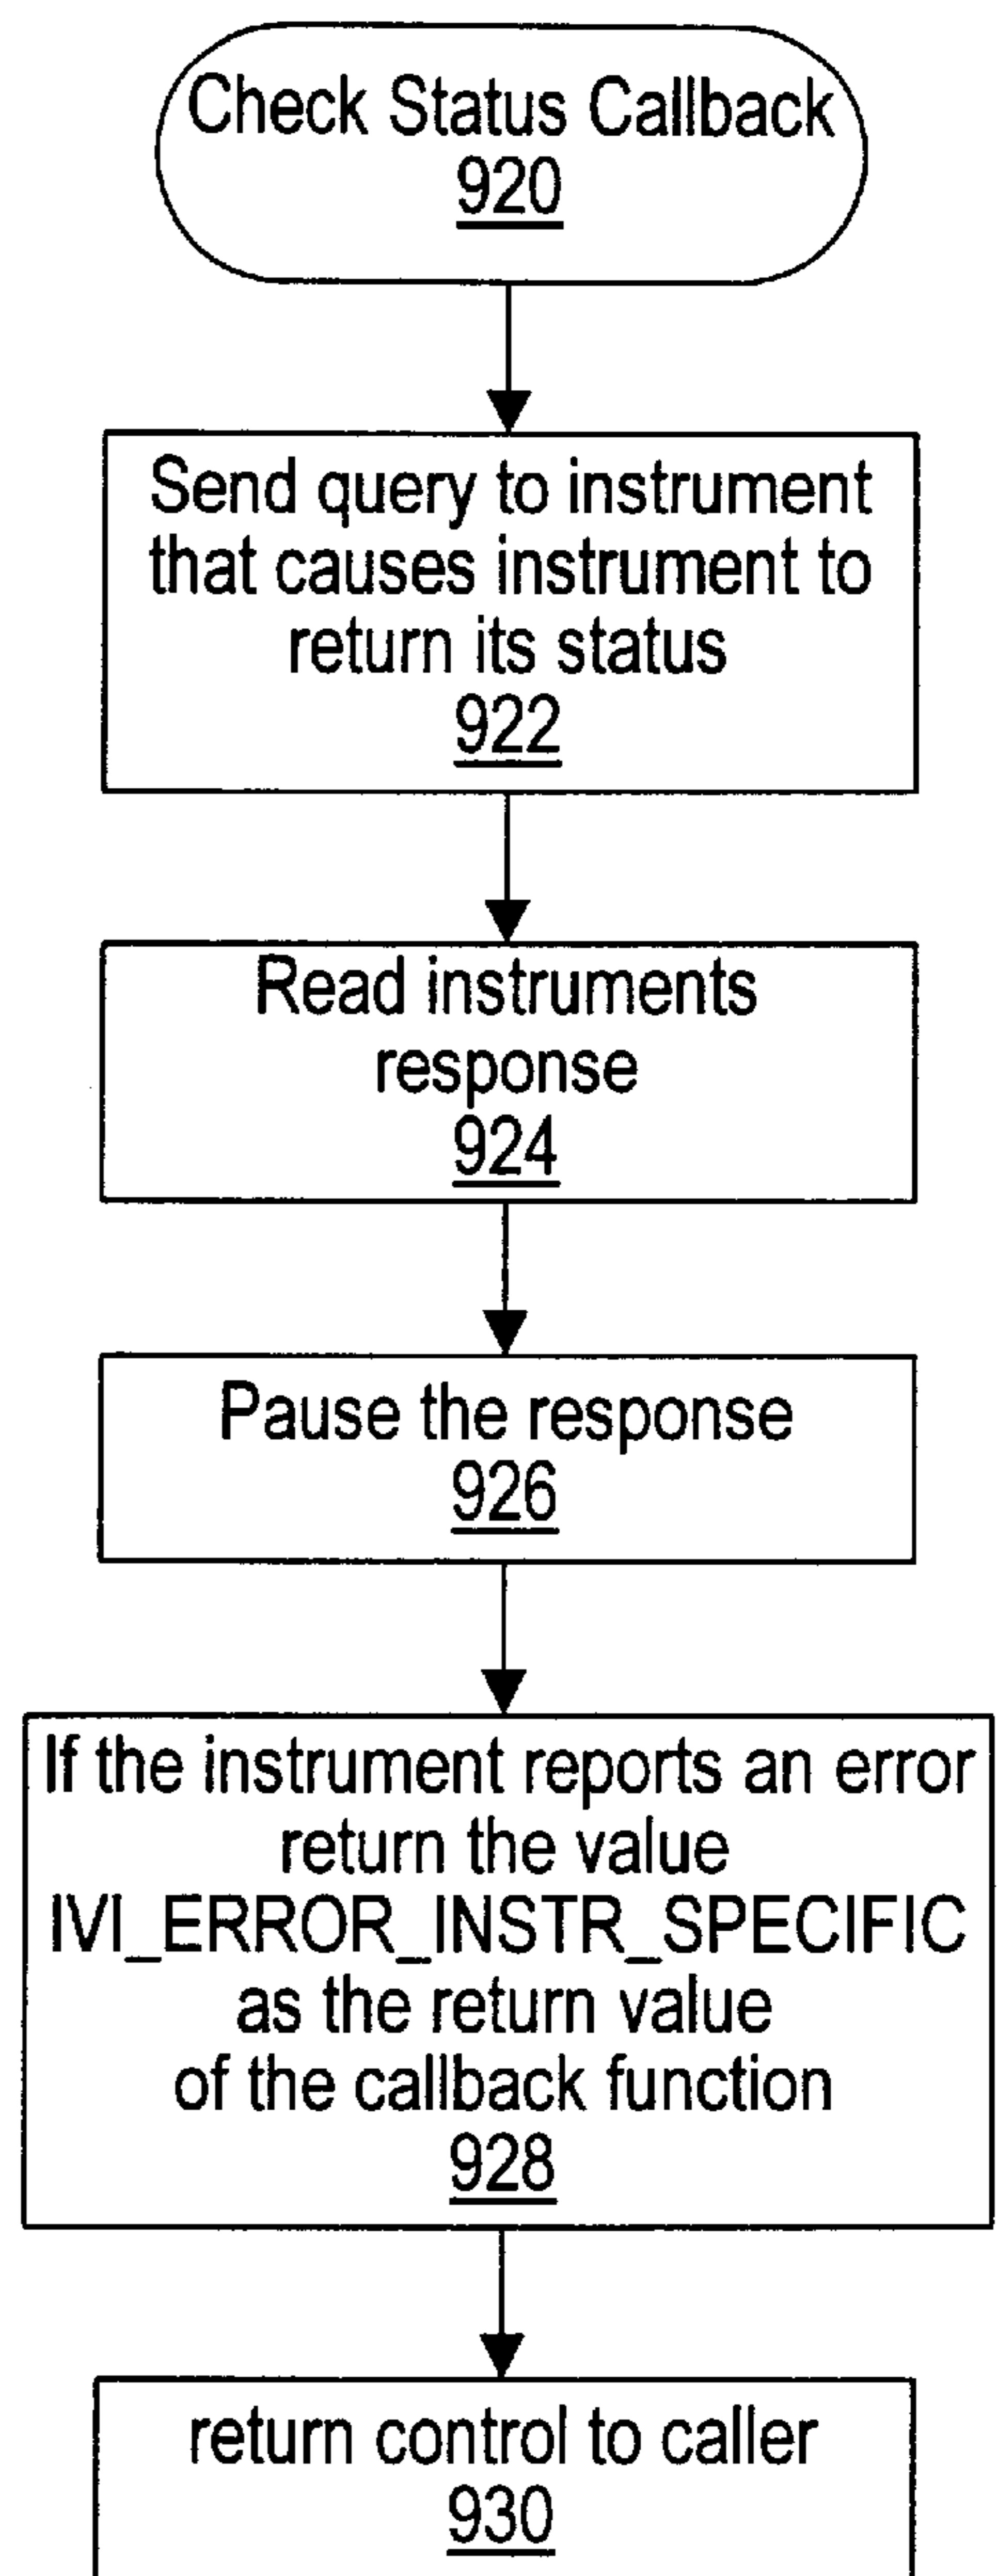 Check Status Callback
920
Send query to instrument
that causes instrument to
return its status
922
Read instruments
response
924
Pause the response
926
If the instrument reports an error
return the value
IVI_ERROR_INSTR_SPECIFIC
as the return value
of the callback function
928
return control to caller
930